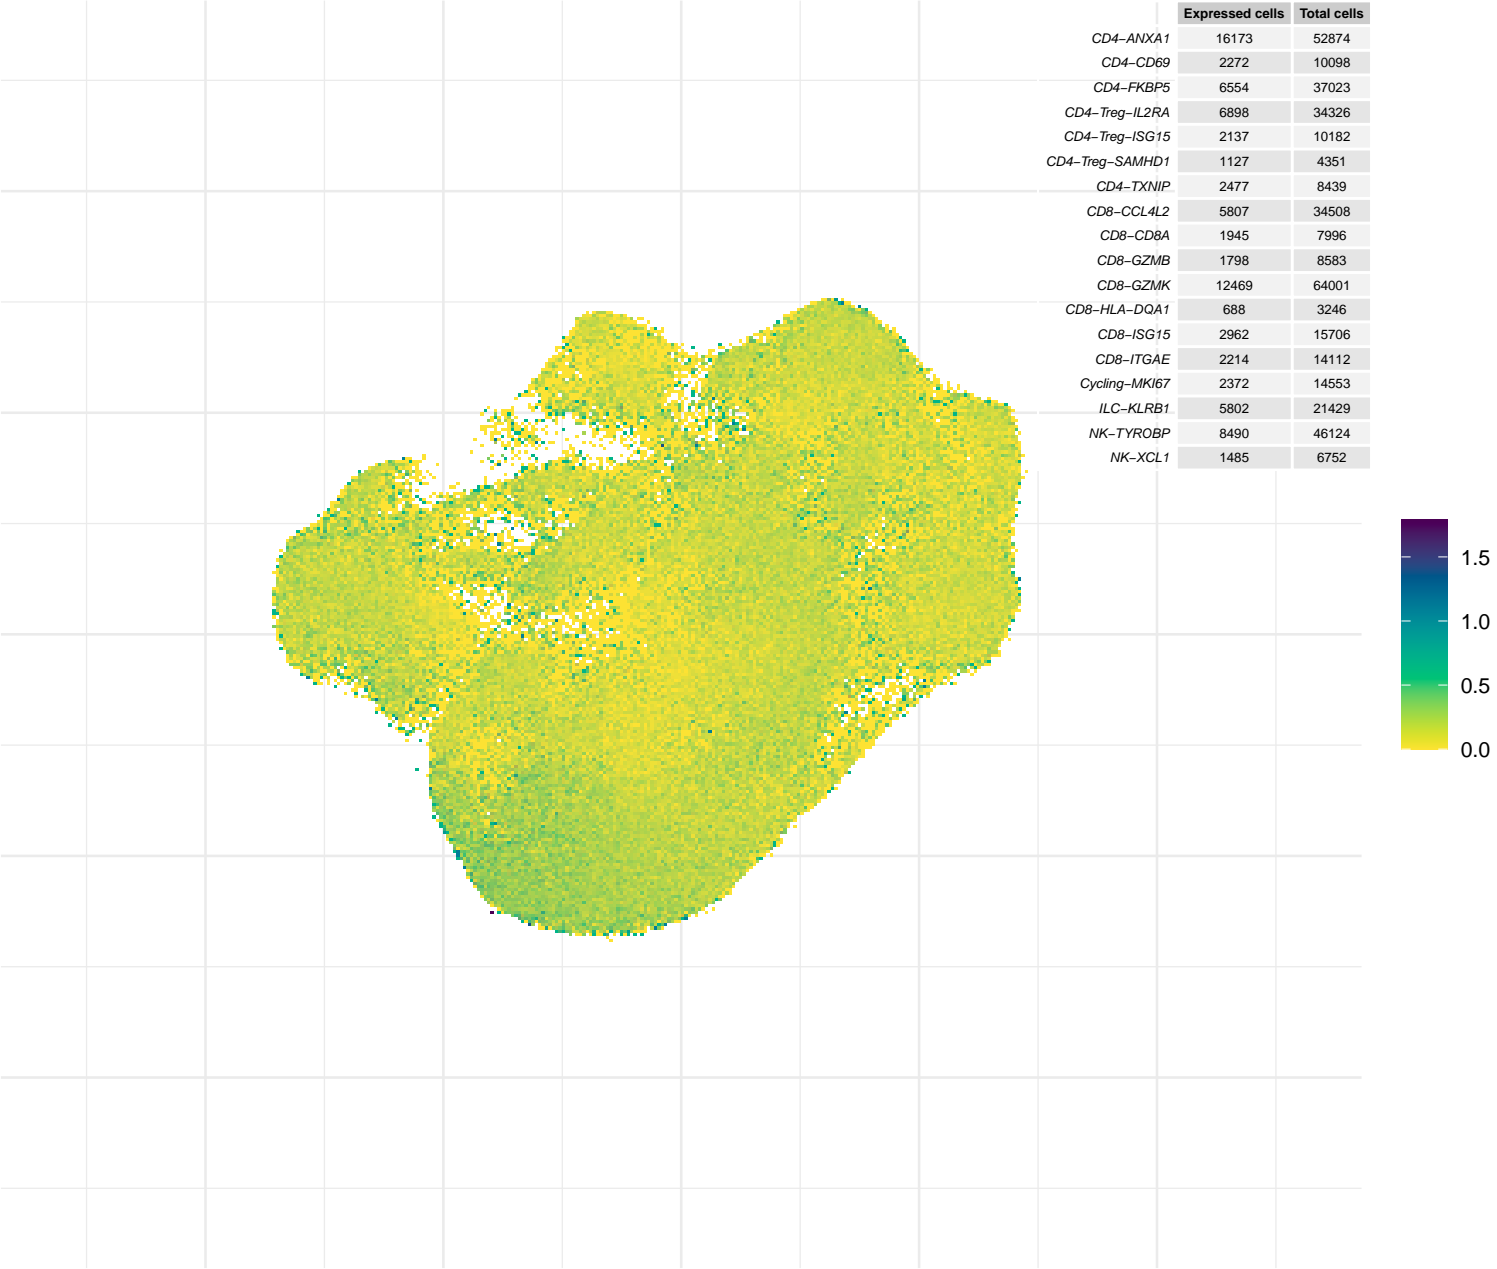 Expressed cells Total cells
CD4−ANXA1 16173 52874
CD4−CD69 2272 10098
CD4−FKBP5 6554 37023
CD4−Treg−IL2RA 6898 34326
CD4−Treg−ISG15 2137 10182
CD4−Treg−SAMHD1 1127 4351
CD4−TXNIP 2477 8439
CD8−CCL4L2 5807 34508
CD8−CD8A 1945 7996
CD8−GZMB 1798 8583
CD8−GZMK 12469 64001
CD8−HLA−DQA1 688 3246
CD8−ISG15 2962 15706
CD8−ITGAE 2214 14112
Cycling−MKI67 2372 14553
ILC−KLRB1 5802 21429
NK−TYROBP 8490 46124
NK−XCL1 1485 6752
1.5
1.0
0.5
0.0